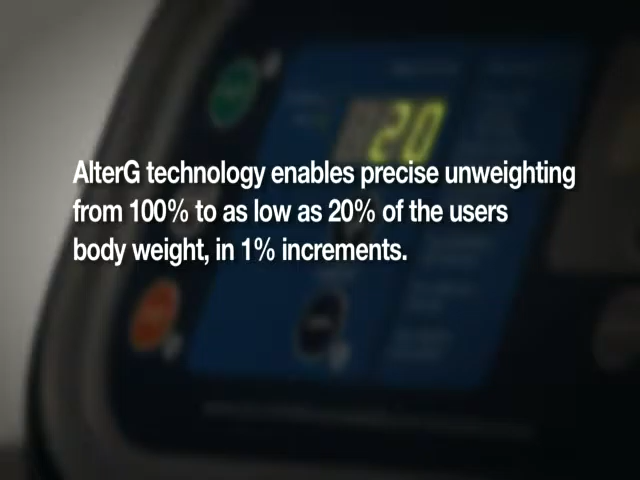 20
AlterG technology enables precise unweighting
from 100% to as low as 20% of the users
body weight, in 1% increments.